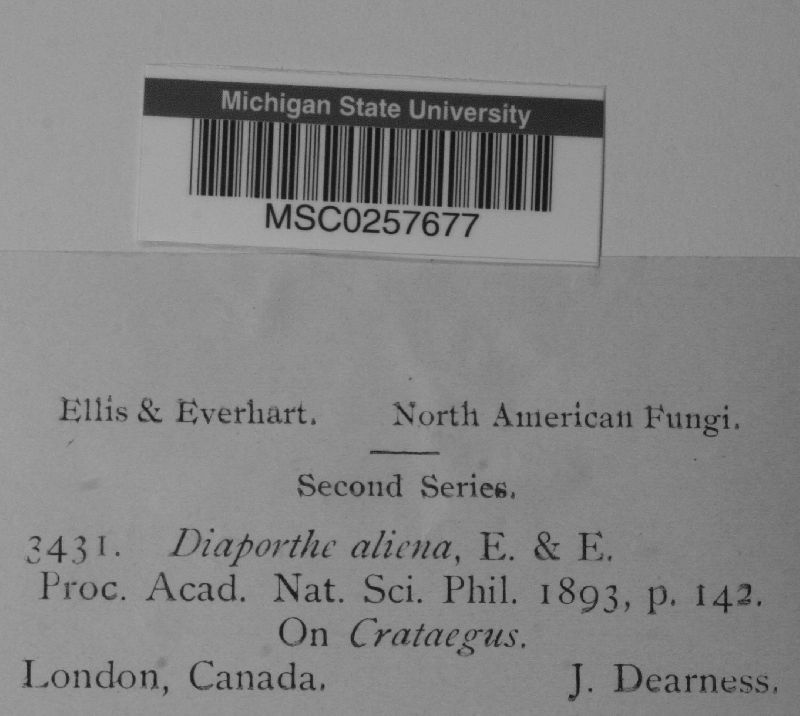 Michigan State University
MSC0257677
Ellis & Everhart. North American Fungi.
Second Series.
3431. Diaporthe aliena, E. & E.
Proc. Acad. Nat. Sci. Phil. 1893, p. 142.
On Crataegus.
London, Canada. J. Dearness.